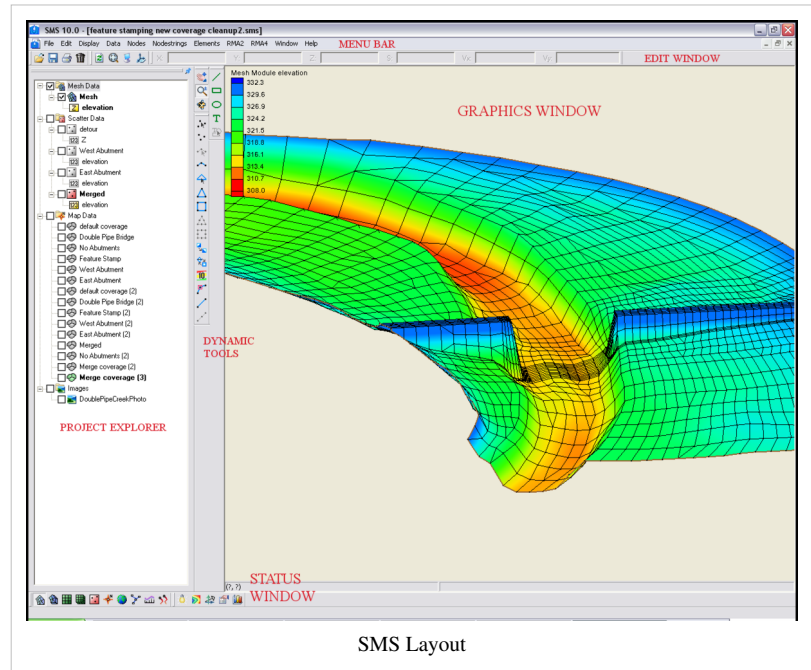 SMS 10.0 - [feature stamping new coverage cleanup2.sms]
File Edit Display Data Nodes Nodestrings Elements RMA2 RMA4 Window Help
MENU BAR
X: Y: Z: S: Vx: Vy:
EDIT WINDOW
Mesh Data
Mesh
elevation
Scatter Data
detour
Z
West Abutment
elevation
East Abutment
elevation
Merged
elevation
Map Data
default coverage
Double Pipe Bridge
No Abutments
Feature Stamp
West Abutment
East Abutment
default coverage (2)
Double Pipe Bridge (2)
Feature Stamp (2)
West Abutment (2)
East Abutment (2)
Merged
No Abutments (2)
Merge coverage (2)
Merge coverage (3)
Images
DoublePipeCreekPhoto
PROJECT EXPLORER
DYNAMIC
TOOLS
Mesh Module elevation
332.3
329.6
326.9
324.2
321.5
318.8
316.1
313.4
310.7
308.0
GRAPHICS WINDOW
(?, ?)
STATUS
WINDOW
SMS Layout